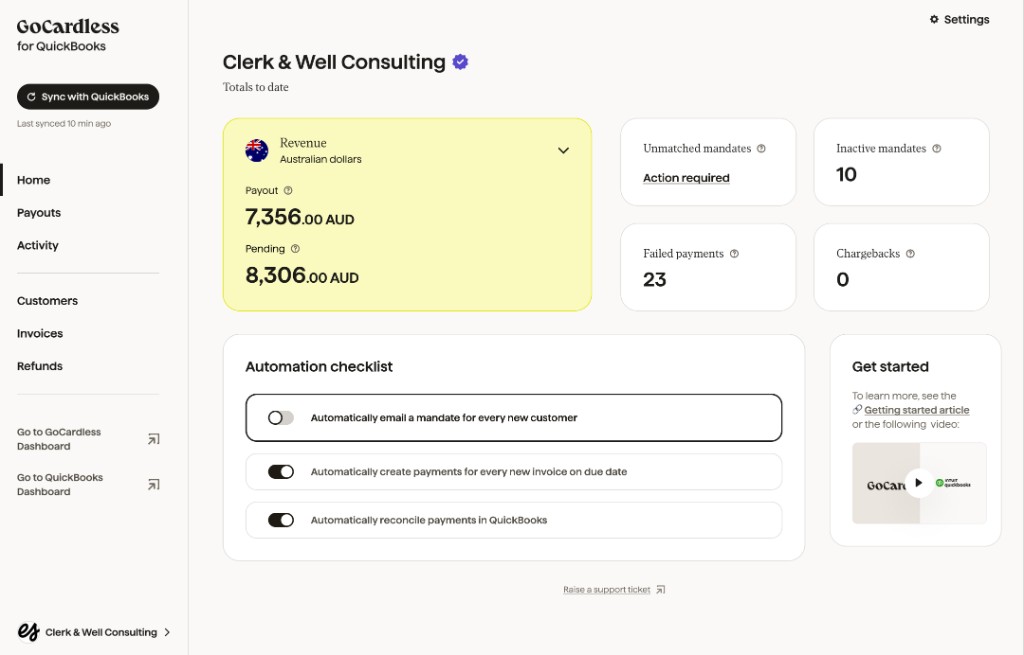 GoCardless
for QuickBooks
Sync with QuickBooks
Last synced 10 min ago
Home
Payouts
Activity
Customers
Invoices
Refunds
Go to GoCardless
Dashboard
Go to QuickBooks
Dashboard
Clerk & Well Consulting
Settings
Clerk & Well Consulting
Totals to date
Revenue
Australian dollars
Payout
7,356.00 AUD
Pending
8,306.00 AUD
Unmatched mandates
Action required
Inactive mandates
10
Failed payments
23
Chargebacks
0
Automation checklist
Automatically email a mandate for every new customer
Automatically create payments for every new invoice on due date
Automatically reconcile payments in QuickBooks
Get started
To learn more, see the
Getting started article
or the following video:
GoCar
intuit
quickbooks
Raise a support ticket